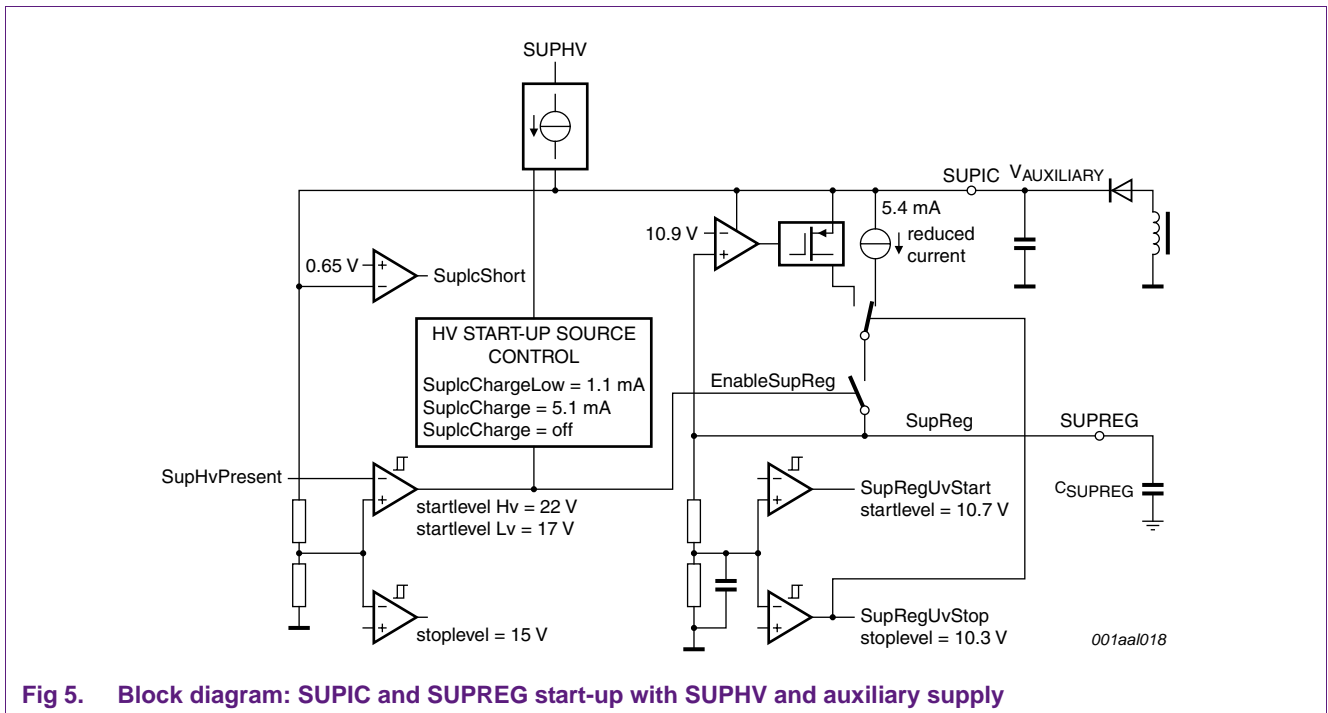 SUPHV
SUPIC
VAUXILIARY
5.4 mA
reduced
current
10.9 V
0.65 V
SupIcShort
HV START-UP SOURCE
CONTROL
SupIcChargeLow = 1.1 mA
SupIcCharge = 5.1 mA
SupIcCharge = off
EnableSupReg
SupReg
SUPREG
SupHvPresent
startlevel Hv = 22 V
startlevel Lv = 17 V
SupRegUvStart
startlevel = 10.7 V
CSUPREG
stoplevel = 15 V
SupRegUvStop
stoplevel = 10.3 V
001aal018
Fig 5. Block diagram: SUPIC and SUPREG start-up with SUPHV and auxiliary supply